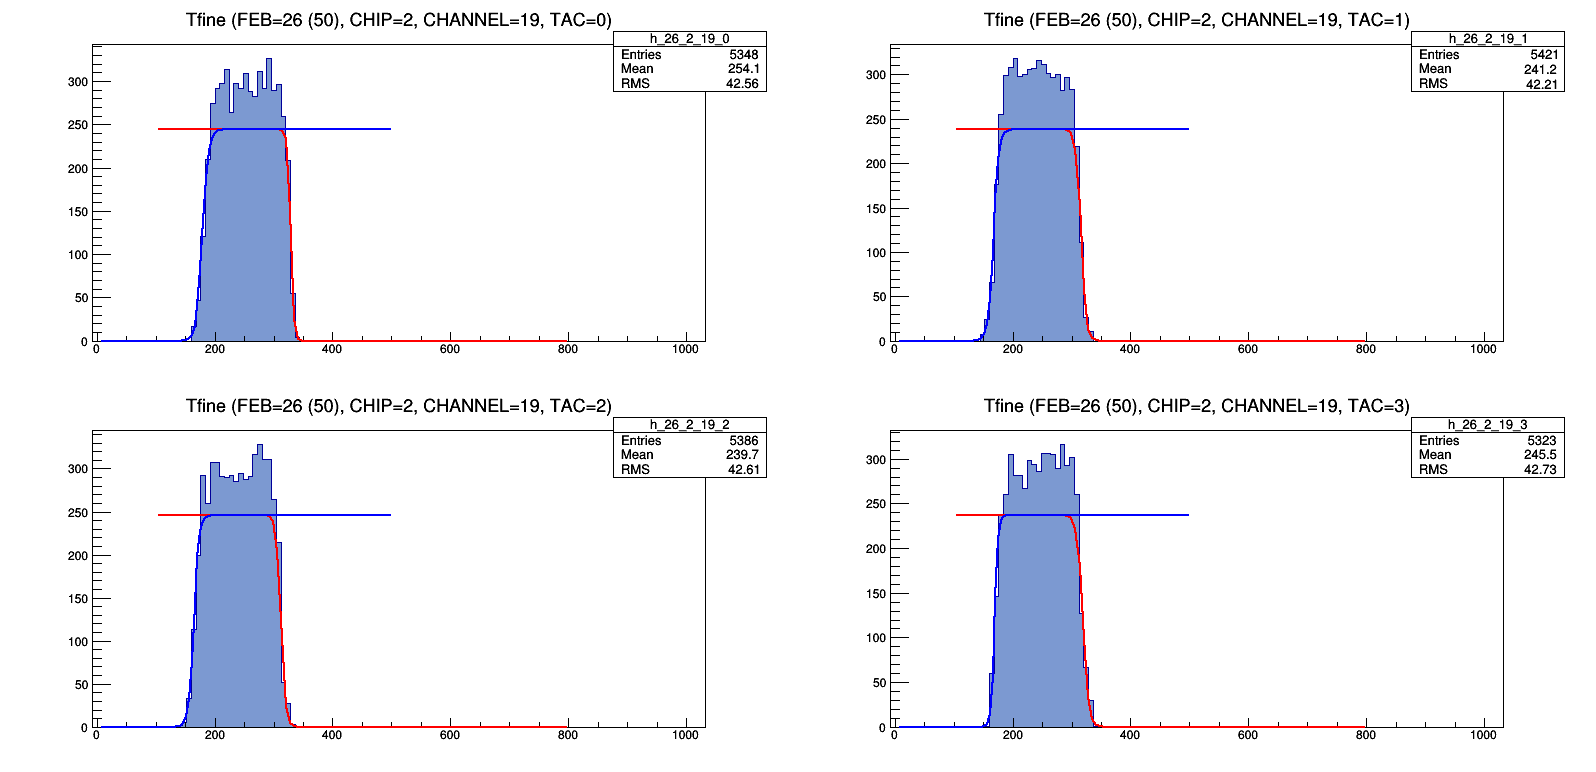 Tfine (FEB=26 (50), CHIP=2, CHANNEL=19, TAC=0)
h_26_2_19_0
Entries 5348
Mean 254.1
RMS 42.56
300
250
200
150
100
50
0
0 200 400 600 800 1000
Tfine (FEB=26 (50), CHIP=2, CHANNEL=19, TAC=1)
h_26_2_19_1
Entries 5421
Mean 241.2
RMS 42.21
300
250
200
150
100
50
0
0 200 400 600 800 1000
Tfine (FEB=26 (50), CHIP=2, CHANNEL=19, TAC=2)
h_26_2_19_2
Entries 5386
Mean 239.7
RMS 42.61
300
250
200
150
100
50
0
0 200 400 600 800 1000
Tfine (FEB=26 (50), CHIP=2, CHANNEL=19, TAC=3)
h_26_2_19_3
Entries 5323
Mean 245.5
RMS 42.73
300
250
200
150
100
50
0
0 200 400 600 800 1000